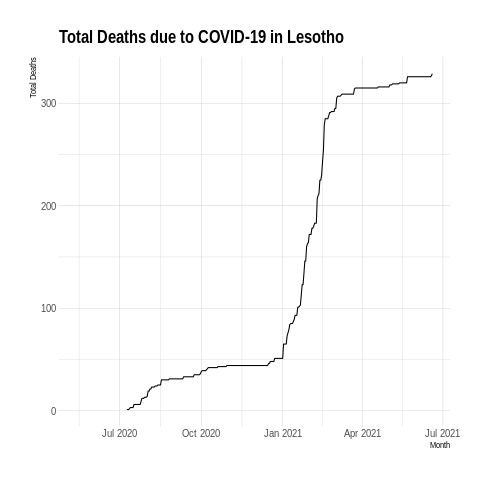 Total Deaths due to COVID-19 in Lesotho
Total Deaths
300
200
100
0
Jul 2020 Oct 2020 Jan 2021 Apr 2021 Jul 2021
Month